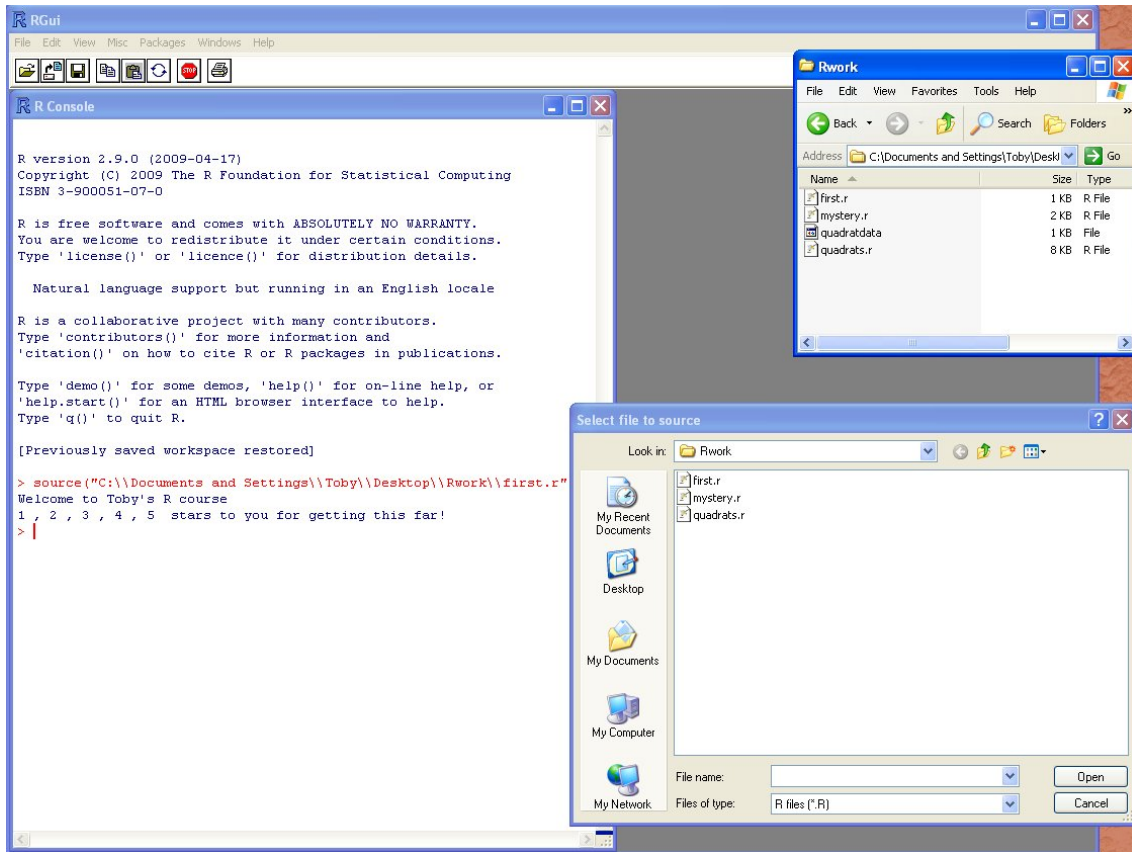 RGui
File Edit View Misc Packages Windows Help
STOP
R Console
R version 2.9.0 (2009-04-17)
Copyright (C) 2009 The R Foundation for Statistical Computing
ISBN 3-900051-07-0
R is free software and comes with ABSOLUTELY NO WARRANTY.
You are welcome to redistribute it under certain conditions.
Type 'license()' or 'licence()' for distribution details.
Natural language support but running in an English locale
R is a collaborative project with many contributors.
Type 'contributors()' for more information and
'citation()' on how to cite R or R packages in publications.
Type 'demo()' for some demos, 'help()' for on-line help, or
'help.start()' for an HTML browser interface to help.
Type 'q()' to quit R.
[Previously saved workspace restored]
> source("C:\\Documents and Settings\\Toby\\Desktop\\Rwork\\first.r"
Welcome to Toby's R course
1 , 2 , 3 , 4 , 5  stars to you for getting this far!
>
Rwork
File Edit View Favorites Tools Help
Back Search Folders
Address C:\Documents and Settings\Toby\Deskt Go
Name Size Type
first.r 1 KB R File
mystery.r 2 KB R File
quadratdata 1 KB File
quadrats.r 8 KB R File
Select file to source
Look in: Rwork
My Recent
Documents
Desktop
My Documents
My Computer
My Network
first.r
mystery.r
quadrats.r
File name: Open
Files of type: R files (*.R) Cancel